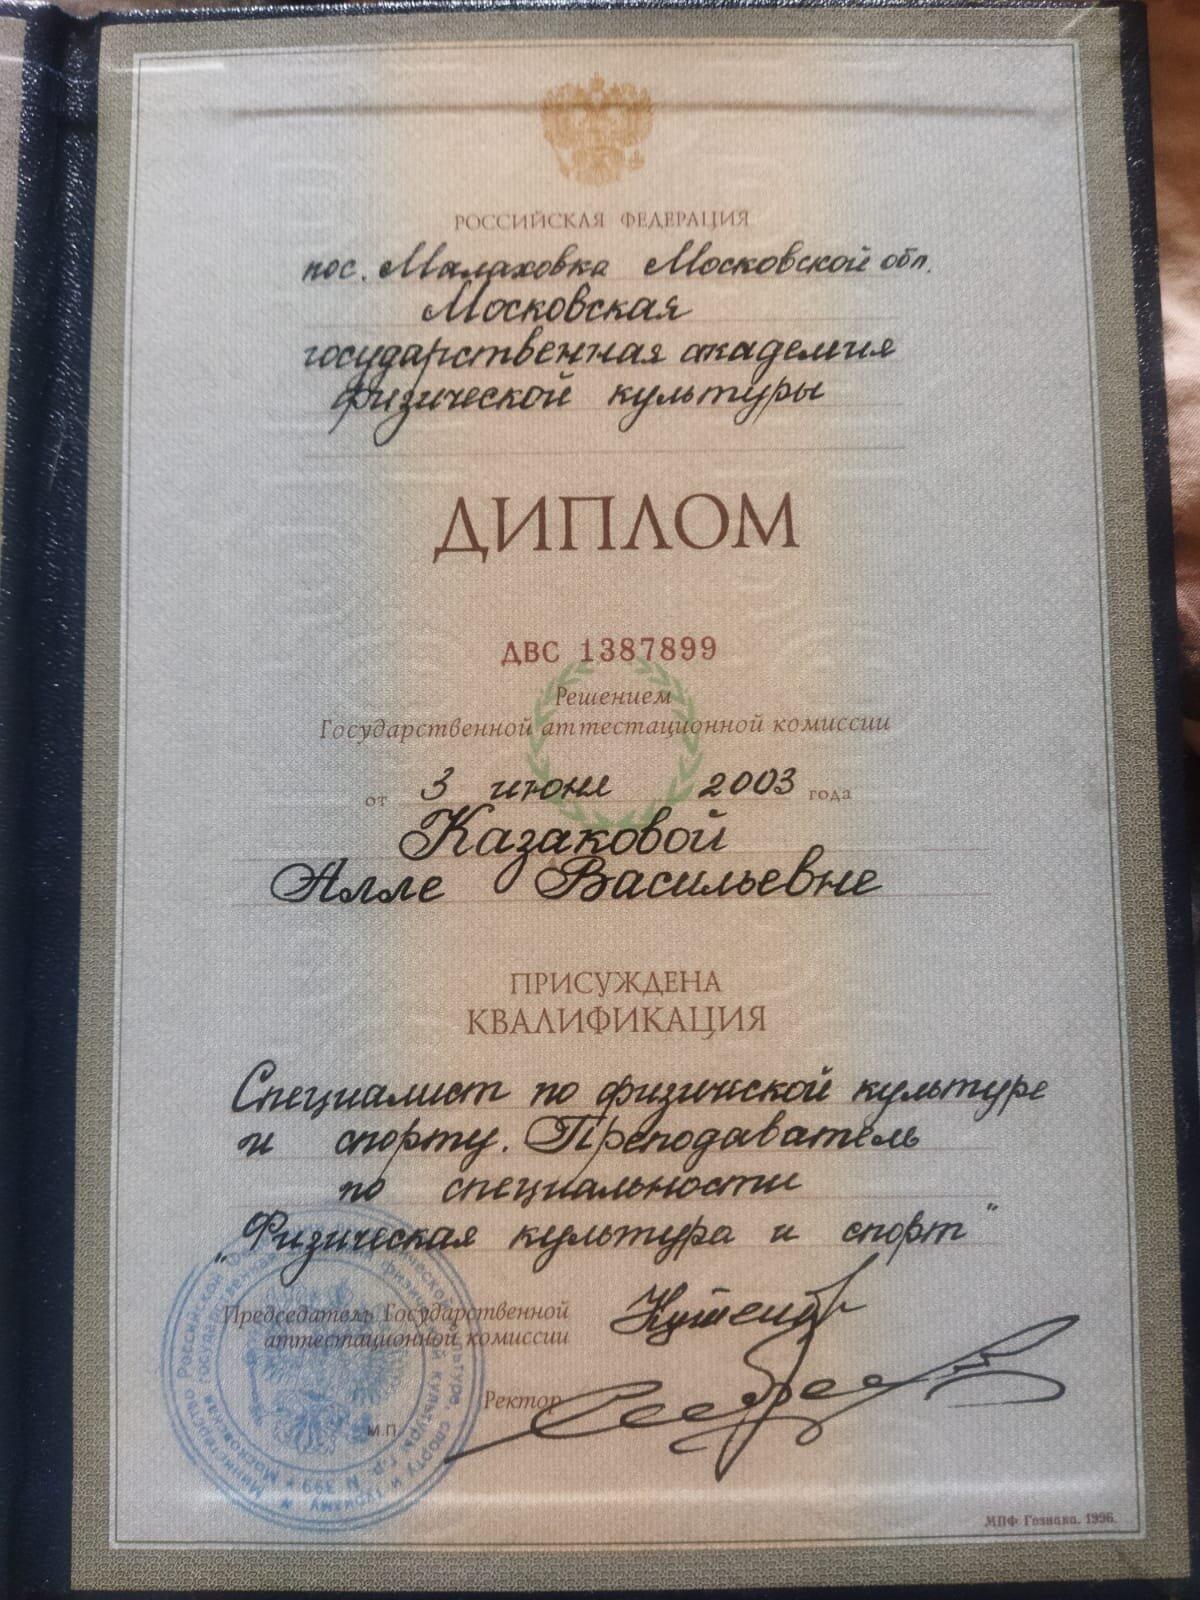 РОССИЙСКАЯ ФЕДЕРАЦИЯ
пос. Малаховка Московской обл.
Московская
государственная академия
физической культуры
ДИПЛОМ
ДВС 1387899
Решением
Государственной аттестационной комиссии
от 3 июня 2003 года
Казаковой
Алле Васильевне
ПРИСУЖДЕНА
КВАЛИФИКАЦИЯ
Специалист по физической культуре
и спорту. Преподаватель
по специальности
„Физическая культура и спорт"
Председатель Государственной
аттестационной комиссии
Ректор
М.П.
МПФ Гознака. 1996.